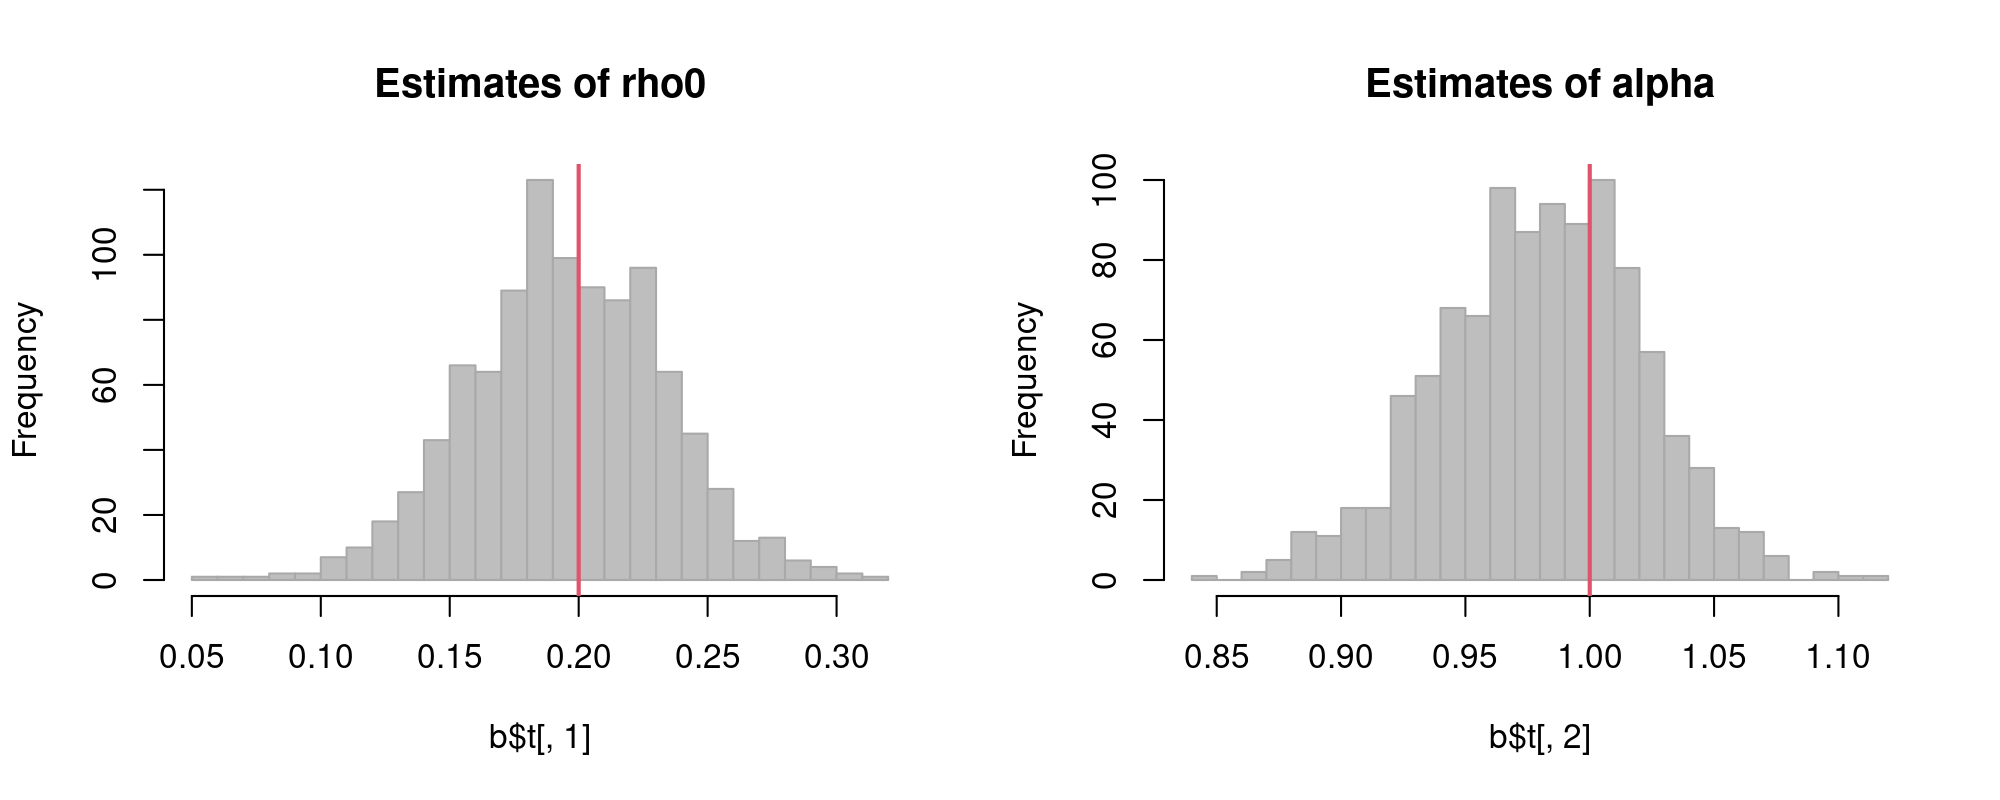 Estimates of rho0
Frequency
0 20 60 100
0.05 0.10 0.15 0.20 0.25 0.30
b$t[, 1]
Estimates of alpha
Frequency
0 20 40 60 80 100
0.85 0.90 0.95 1.00 1.05 1.10
b$t[, 2]